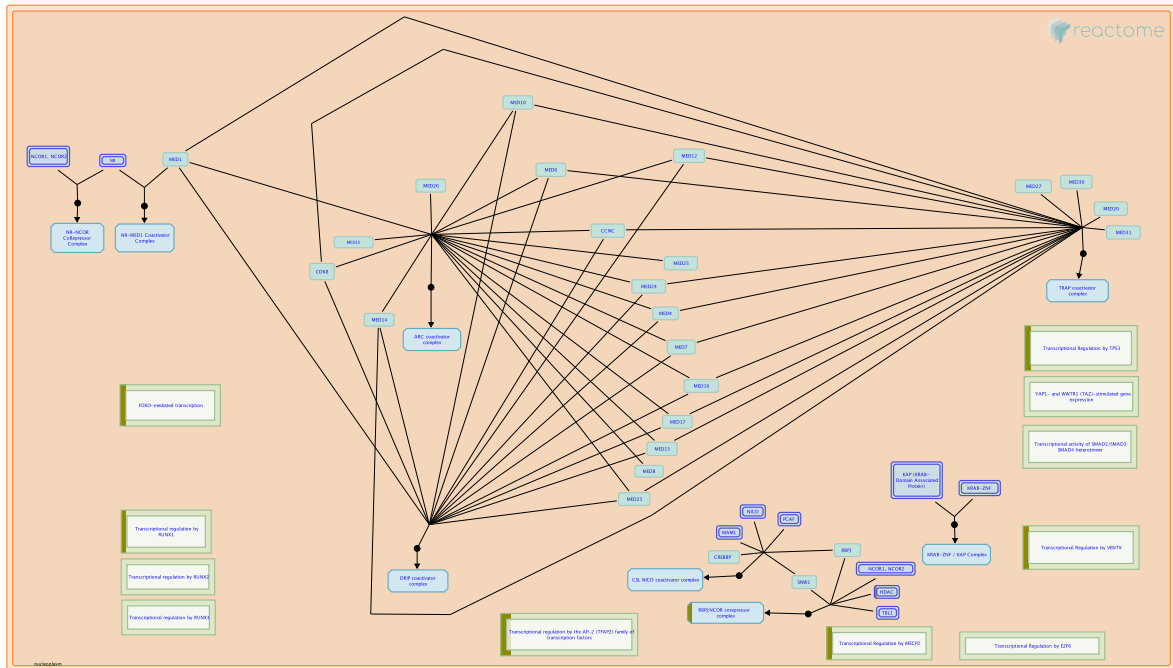 reactome
MED10
NCOR1, NCOR2
NR
MED1
MED6
MED12
MED26
MED27
MED30
MED20
MED31
NR-NCOR
CoRepressor
Complex
NR-MED1 Coactivator
Complex
MED15
CCNC
CDK8
MED25
MED24
TRAP coactivator
complex
MED14
MED4
ARC coactivator
complex
MED7
Transcriptional Regulation by TP53
MED16
YAP1- and WWTR1 (TAZ)-stimulated gene
expression
FOXO-mediated transcription
MED17
MED13
Transcriptional activity of SMAD2/SMAD3:
SMAD4 heterotrimer
MED8
KAP (KRAB-
Domain Associated
Protein)
KRAB-ZNF
MED23
NICD
PCAF
MAML
Transcriptional regulation by
RUNX1
CREBBP
RBPJ
KRAB-ZNF / KAP Complex
Transcriptional Regulation by VENTX
DRIP coactivator
complex
CSL NICD coactivator complex
SNW1
NCOR1, NCOR2
Transcriptional regulation by RUNX2
HDAC
TBL1
RBPJ:NCOR corepressor
complex
Transcriptional regulation by RUNX3
Transcriptional regulation by the AP-2 (TFAP2) family of
transcription factors
Transcriptional Regulation by MECP2
Transcriptional Regulation by E2F6
nucleoplasm